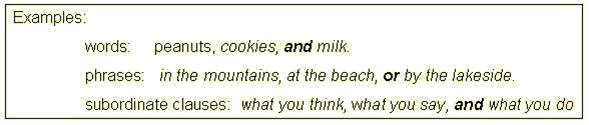 Examples:
words: peanuts, cookies, and milk.
phrases: in the mountains, at the beach, or by the lakeside.
subordinate clauses: what you think, what you say, and what you do